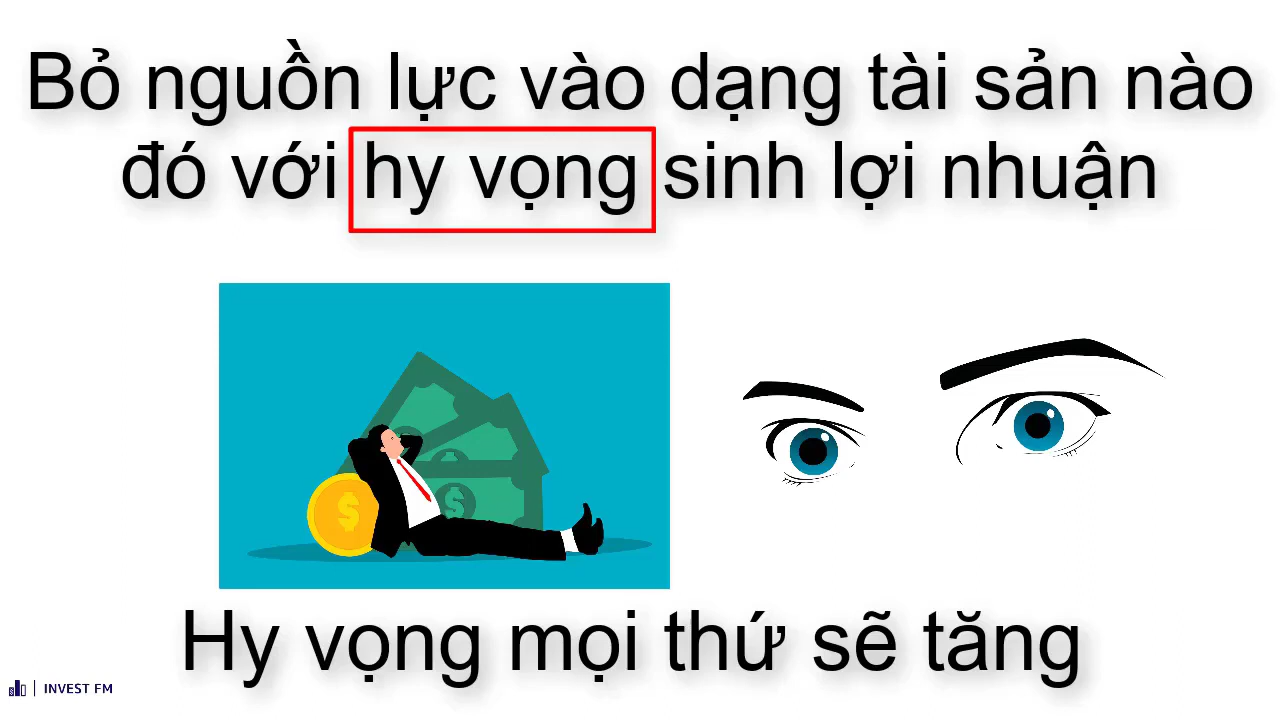 Bỏ nguồn lực vào dạng tài sản nào
đó với hy vọng sinh lợi nhuận
Hy vọng mọi thứ sẽ tăng
INVEST FM